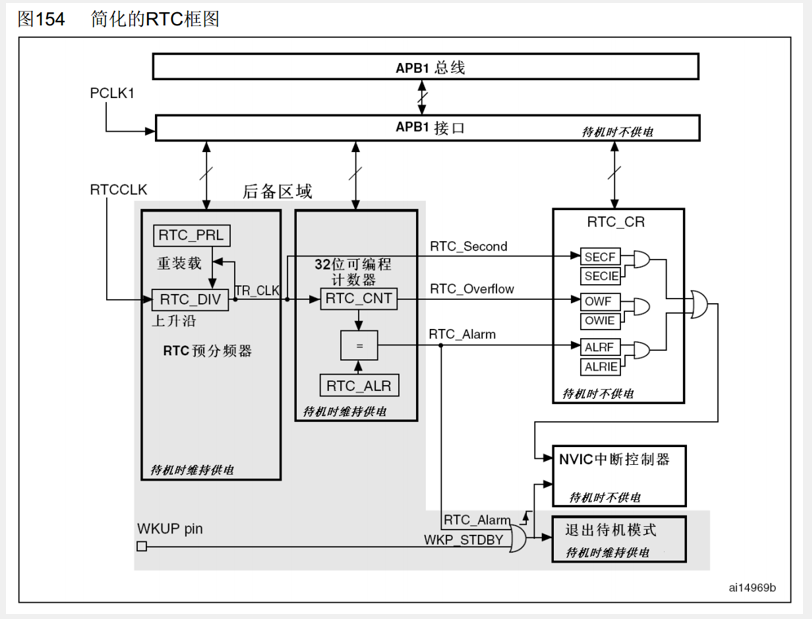 图154 简化的RTC框图
APB1 总线
PCLK1
APB1 接口
待机时不供电
RTCCLK
后备区域
RTC_PRL
重装载
RTC_DIV
上升沿
RTC预分频器
待机时维持供电
TR_CLK
32位可编程
计数器
RTC_CNT
=
RTC_ALR
待机时维持供电
RTC_Second
RTC_Overflow
RTC_Alarm
RTC_CR
SECF
SECIE
OWF
OWIE
ALRF
ALRIE
待机时不供电
NVIC中断控制器
待机时不供电
RTC_Alarm
WKUP pin
WKP_STDBY
退出待机模式
待机时维持供电
ai14969b